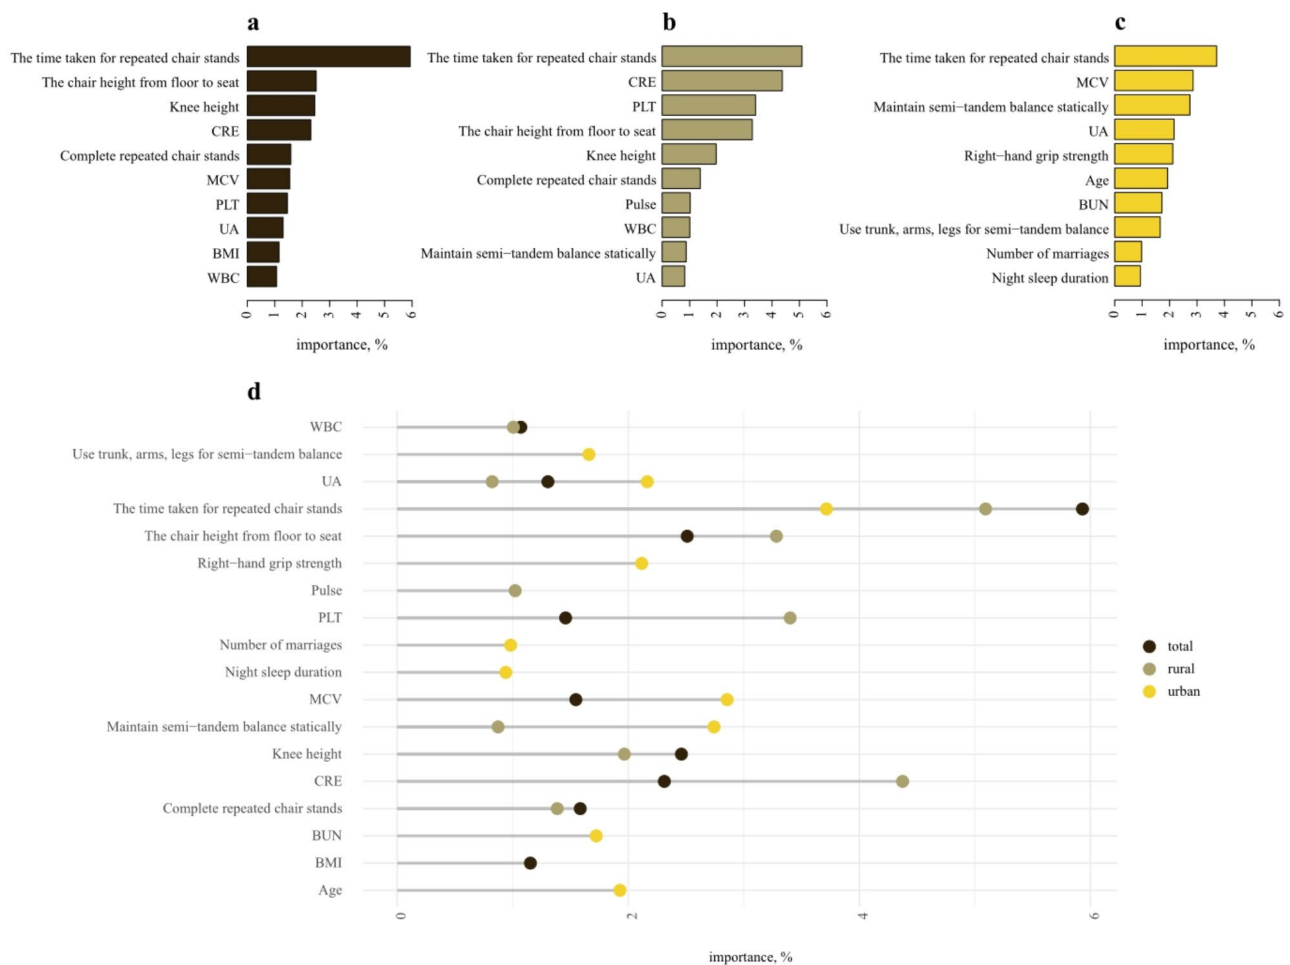 a
The time taken for repeated chair stands
The chair height from floor to seat
Knee height
CRE
Complete repeated chair stands
MCV
PLT
UA
BMI
WBC
0 1 2 3 4 5 6
importance, %
b
The time taken for repeated chair stands
CRE
PLT
The chair height from floor to seat
Knee height
Complete repeated chair stands
Pulse
WBC
Maintain semi−tandem balance statically
UA
0 1 2 3 4 5 6
importance, %
c
The time taken for repeated chair stands
MCV
Maintain semi−tandem balance statically
UA
Right−hand grip strength
Age
BUN
Use trunk, arms, legs for semi−tandem balance
Number of marriages
Night sleep duration
0 1 2 3 4 5 6
importance, %
d
WBC
Use trunk, arms, legs for semi−tandem balance
UA
The time taken for repeated chair stands
The chair height from floor to seat
Right−hand grip strength
Pulse
PLT
Number of marriages
Night sleep duration
MCV
Maintain semi−tandem balance statically
Knee height
CRE
Complete repeated chair stands
BUN
BMI
Age
0 2 4 6
importance, %
total
rural
urban